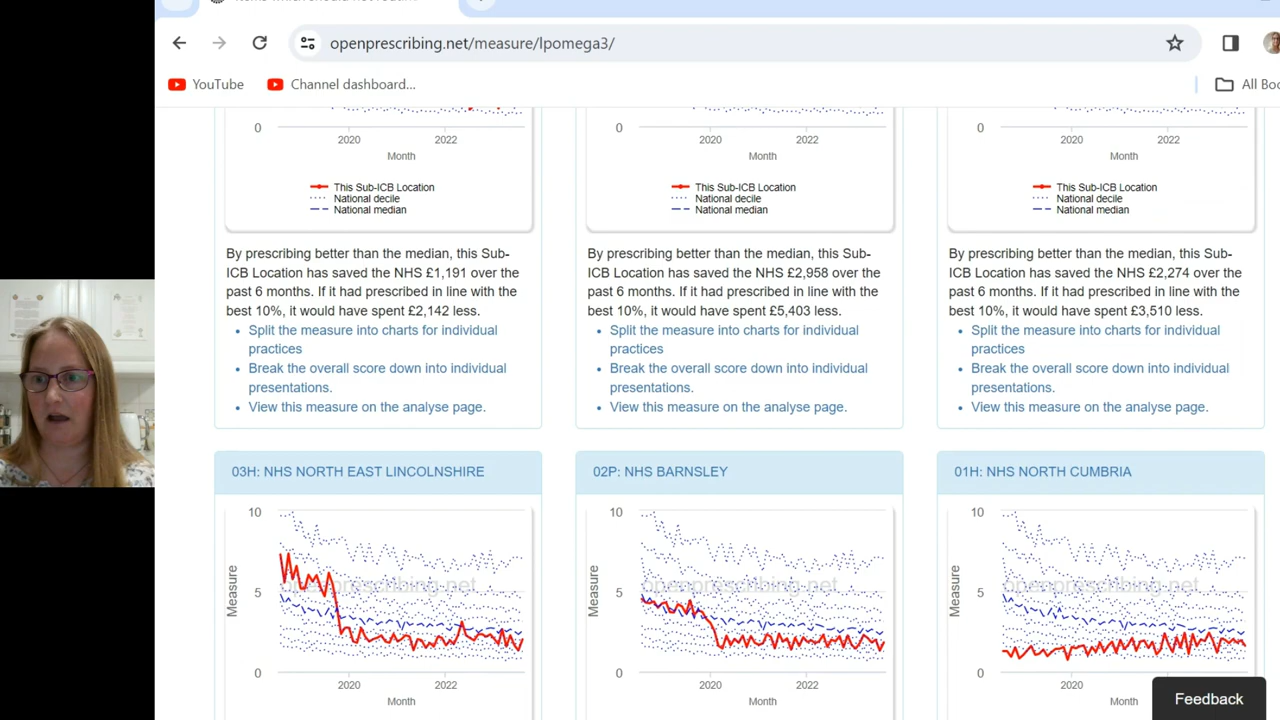 openprescribing.net/measure/lpomega3/
YouTube
Channel dashboard...
All Boo
0
2020
2022
Month
This Sub-ICB Location
National decile
National median
By prescribing better than the median, this Sub-
ICB Location has saved the NHS £1,191 over the
past 6 months. If it had prescribed in line with the
best 10%, it would have spent £2,142 less.
Split the measure into charts for individual
practices
Break the overall score down into individual
presentations.
View this measure on the analyse page.
0
2020
2022
Month
This Sub-ICB Location
National decile
National median
By prescribing better than the median, this Sub-
ICB Location has saved the NHS £2,958 over the
past 6 months. If it had prescribed in line with the
best 10%, it would have spent £5,403 less.
Split the measure into charts for individual
practices
Break the overall score down into individual
presentations.
View this measure on the analyse page.
0
2020
2022
Month
This Sub-ICB Location
National decile
National median
By prescribing better than the median, this Sub-
ICB Location has saved the NHS £2,274 over the
past 6 months. If it had prescribed in line with the
best 10%, it would have spent £3,510 less.
Split the measure into charts for individual
practices
Break the overall score down into individual
presentations.
View this measure on the analyse page.
03H: NHS NORTH EAST LINCOLNSHIRE
10
5
0
Measure
openprescribing.net
2020
2022
Month
02P: NHS BARNSLEY
10
5
0
Measure
openprescribing.net
2020
2022
Month
01H: NHS NORTH CUMBRIA
10
5
0
Measure
openprescribing.net
2020
Month
Feedback